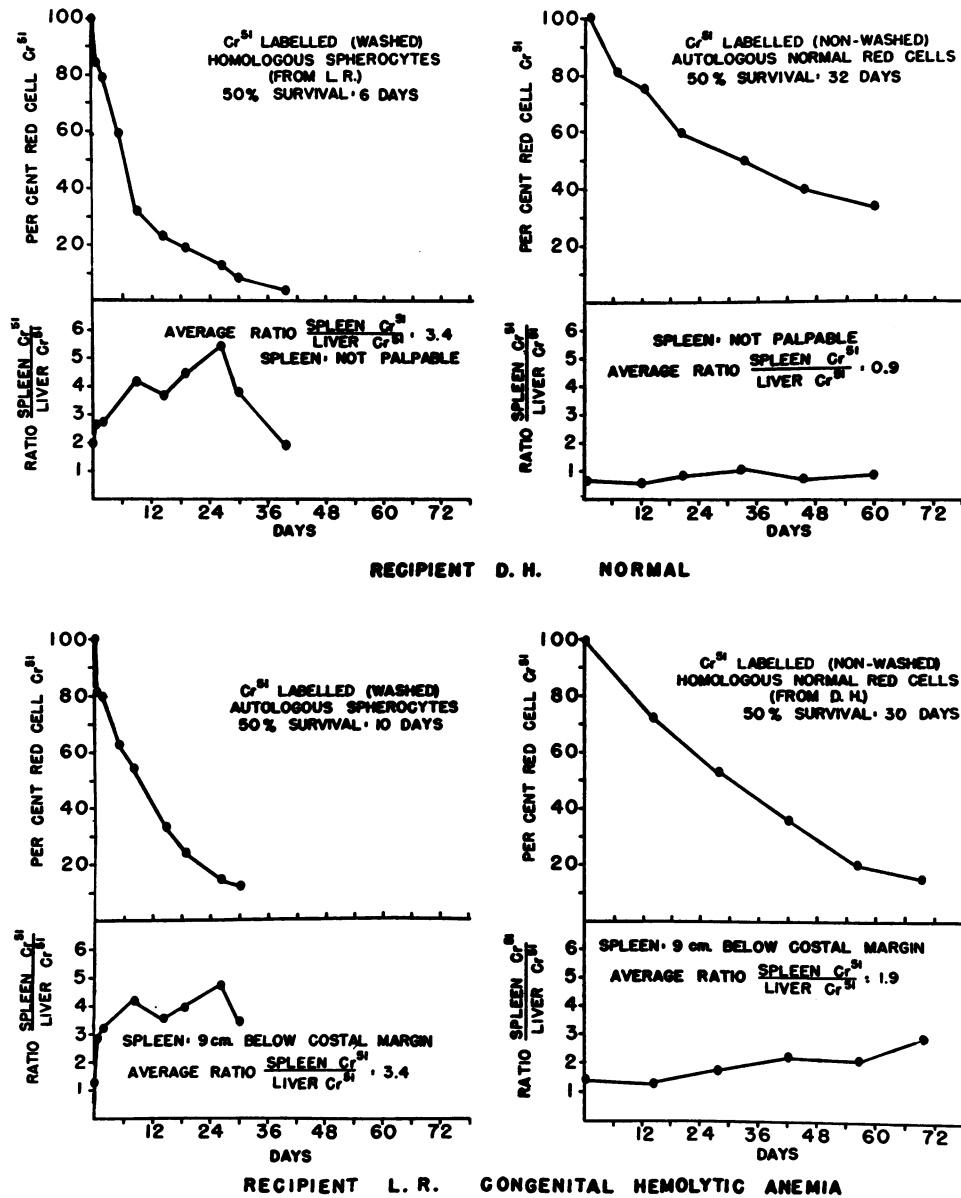 PER CENT RED CELL Cr⁵¹
100
80
60
40
20
Cr⁵¹ LABELLED (WASHED)
HOMOLOGOUS SPHEROCYTES
(FROM L. R.)
50% SURVIVAL: 6 DAYS
RATIO SPLEEN Cr⁵¹
LIVER Cr⁵¹
6
5
4
3
2
1
AVERAGE RATIO SPLEEN Cr⁵¹
LIVER Cr⁵¹ : 3.4
SPLEEN: NOT PALPABLE
12 24 36 48 60 72
DAYS
PER CENT RED CELL Cr⁵¹
100
80
60
40
20
Cr⁵¹ LABELLED (NON-WASHED)
AUTOLOGOUS NORMAL RED CELLS
50% SURVIVAL: 32 DAYS
RATIO SPLEEN Cr⁵¹
LIVER Cr⁵¹
6
5
4
3
2
1
SPLEEN: NOT PALPABLE
AVERAGE RATIO SPLEEN Cr⁵¹
LIVER Cr⁵¹ : 0.9
12 24 36 48 60 72
DAYS
RECIPIENT D. H. NORMAL
PER CENT RED CELL Cr⁵¹
100
80
60
40
20
Cr⁵¹ LABELLED (WASHED)
AUTOLOGOUS SPHEROCYTES
50% SURVIVAL: 10 DAYS
RATIO SPLEEN Cr⁵¹
LIVER Cr⁵¹
6
5
4
3
2
1
SPLEEN: 9 cm. BELOW COSTAL MARGIN
AVERAGE RATIO SPLEEN Cr⁵¹
LIVER Cr⁵¹ : 3.4
12 24 36 48 60 72
DAYS
PER CENT RED CELL Cr⁵¹
100
80
60
40
20
Cr⁵¹ LABELLED (NON-WASHED)
HOMOLOGOUS NORMAL RED CELLS
(FROM D. H.)
50% SURVIVAL: 30 DAYS
RATIO SPLEEN Cr⁵¹
LIVER Cr⁵¹
6
5
4
3
2
1
SPLEEN: 9 cm. BELOW COSTAL MARGIN
AVERAGE RATIO SPLEEN Cr⁵¹
LIVER Cr⁵¹ : 1.9
12 24 36 48 60 72
DAYS
RECIPIENT L. R. CONGENITAL HEMOLYTIC ANEMIA